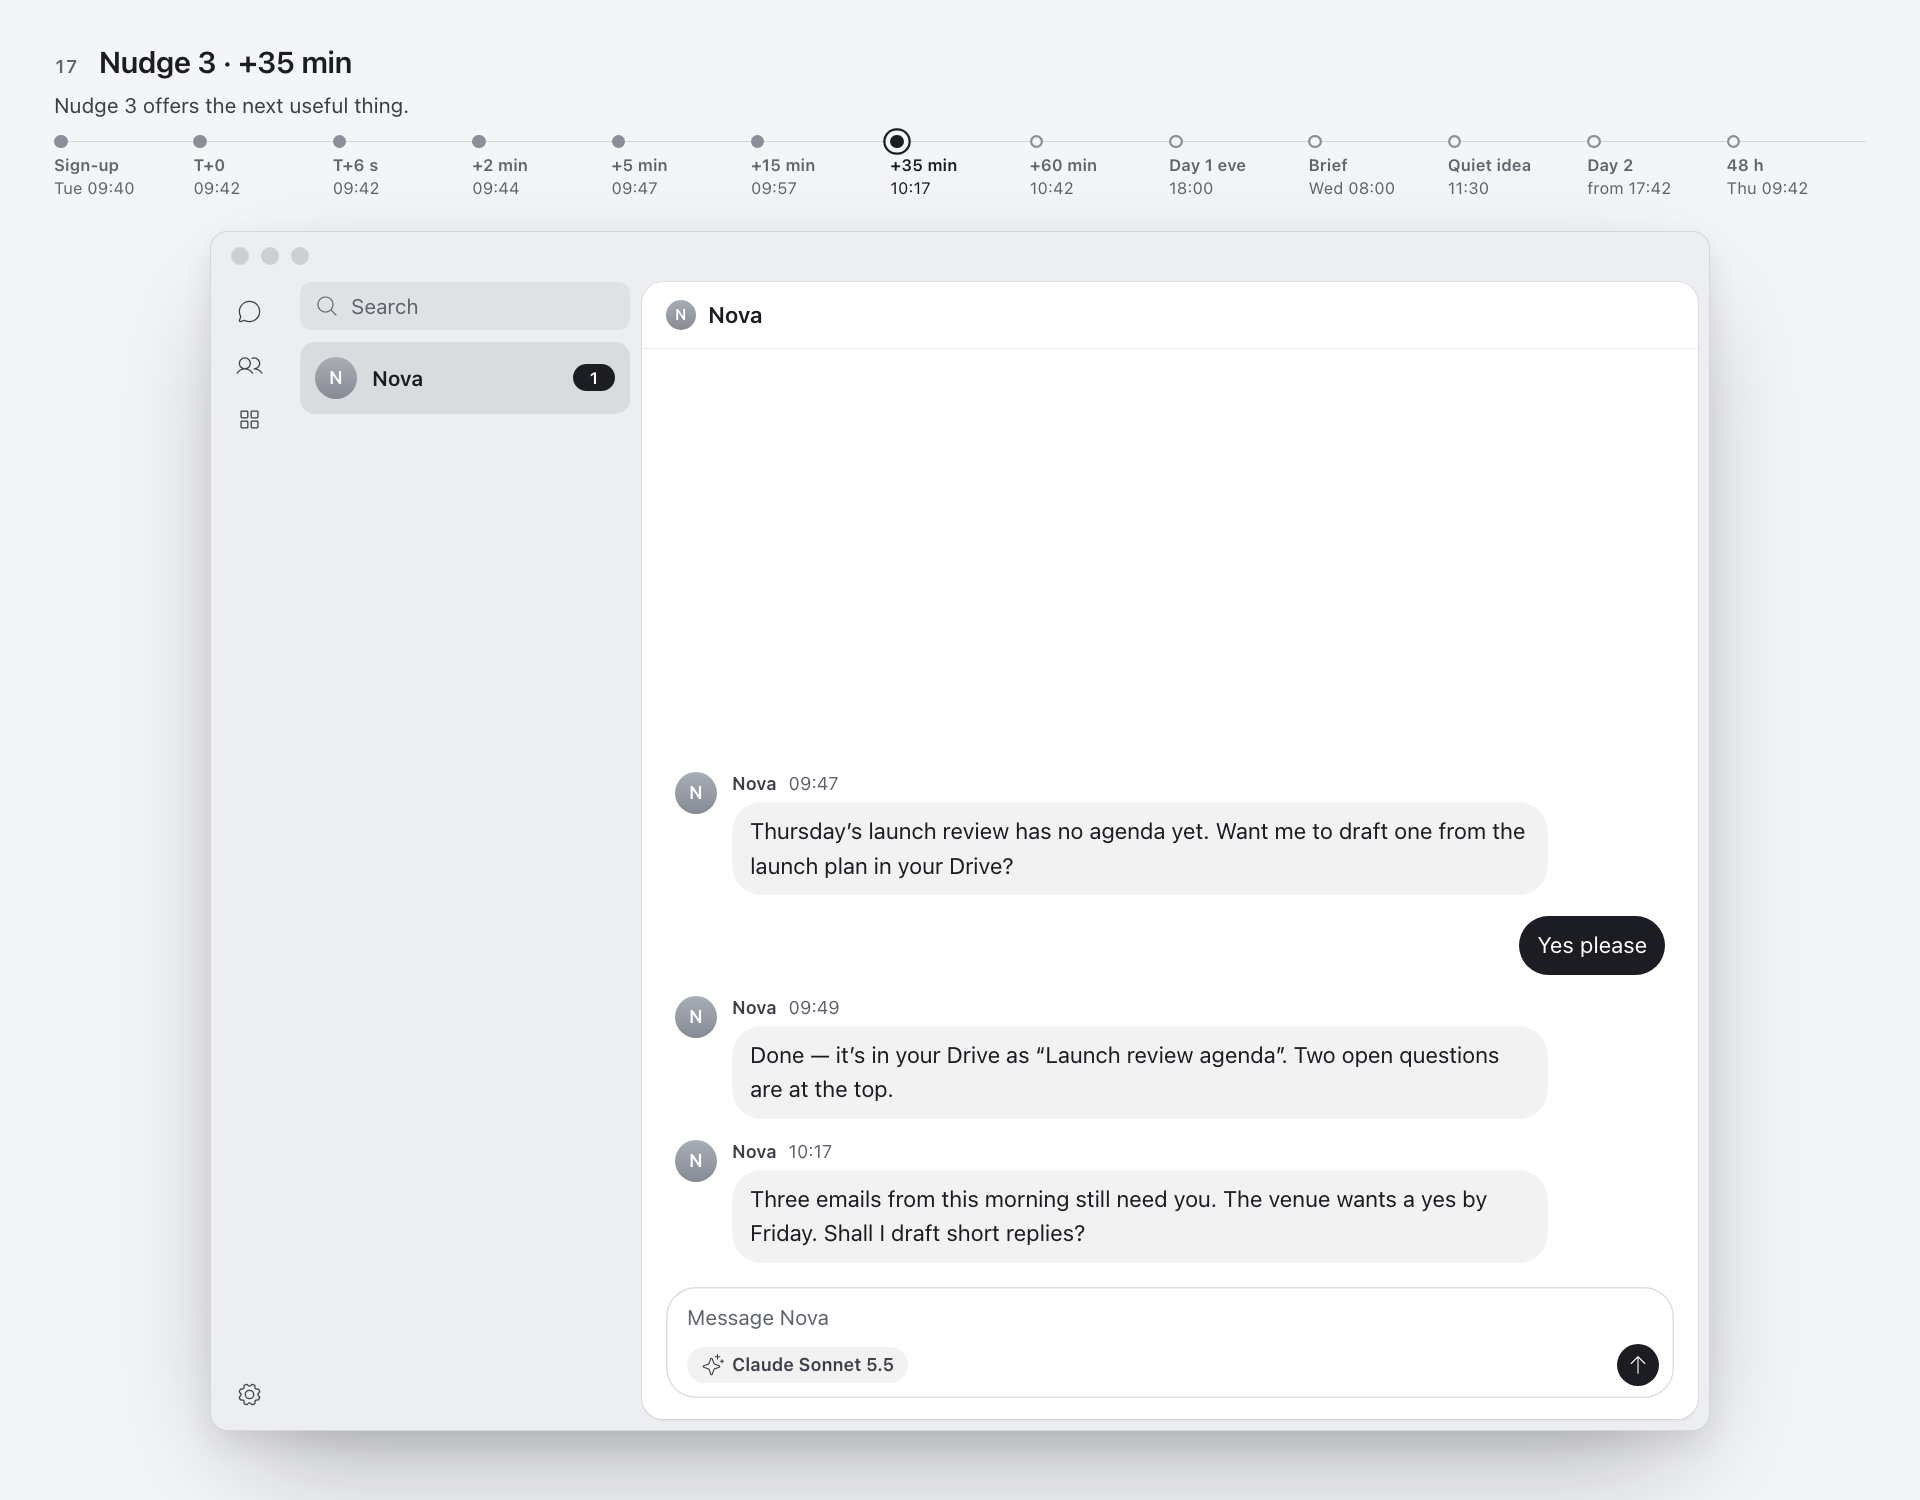 17 Nudge 3 · +35 min
Nudge 3 offers the next useful thing.
Sign-up T+0 T+6 s +2 min +5 min +15 min +35 min +60 min Day 1 eve Brief Quiet idea Day 2 48 h
Tue 09:40 09:42 09:42 09:44 09:47 09:57 10:17 10:42 18:00 Wed 08:00 11:30 from 17:42 Thu 09:42
Search
N Nova 1
N Nova
N Nova 09:47
Thursday’s launch review has no agenda yet. Want me to draft one from the
launch plan in your Drive?
Yes please
N Nova 09:49
Done — it’s in your Drive as “Launch review agenda”. Two open questions
are at the top.
N Nova 10:17
Three emails from this morning still need you. The venue wants a yes by
Friday. Shall I draft short replies?
Message Nova
Claude Sonnet 5.5